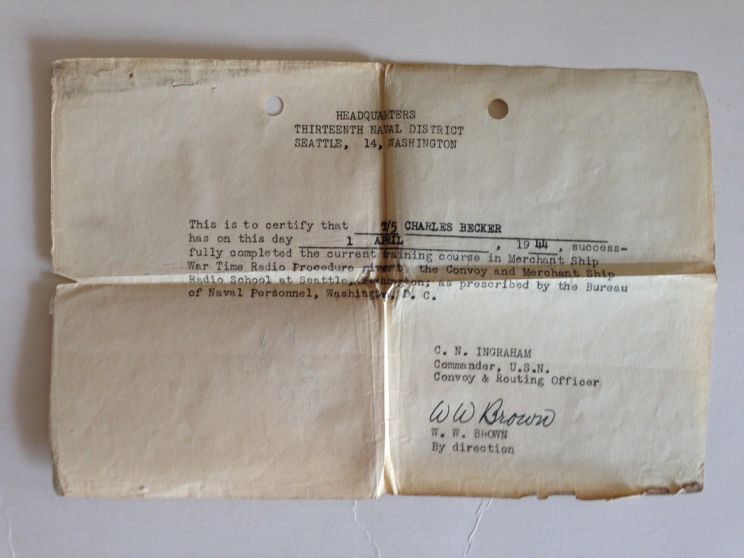 HEADQUARTERS
THIRTEENTH NAVAL DISTRICT
SEATTLE, 14, WASHINGTON
This is to certify that T/5 CHARLES BECKER
has on this day 1 APRIL, 1944, success-
fully completed the current training course in Merchant Ship
War Time Radio Procedure given the Convoy and Merchant Ship
Radio School at Seattle, Washington; as prescribed by the Bureau
of Naval Personnel, Washington, D. C.
C. N. INGRAHAM
Commander, U.S.N.
Convoy & Routing Officer
W W Brown
W. W. BROWN
By direction